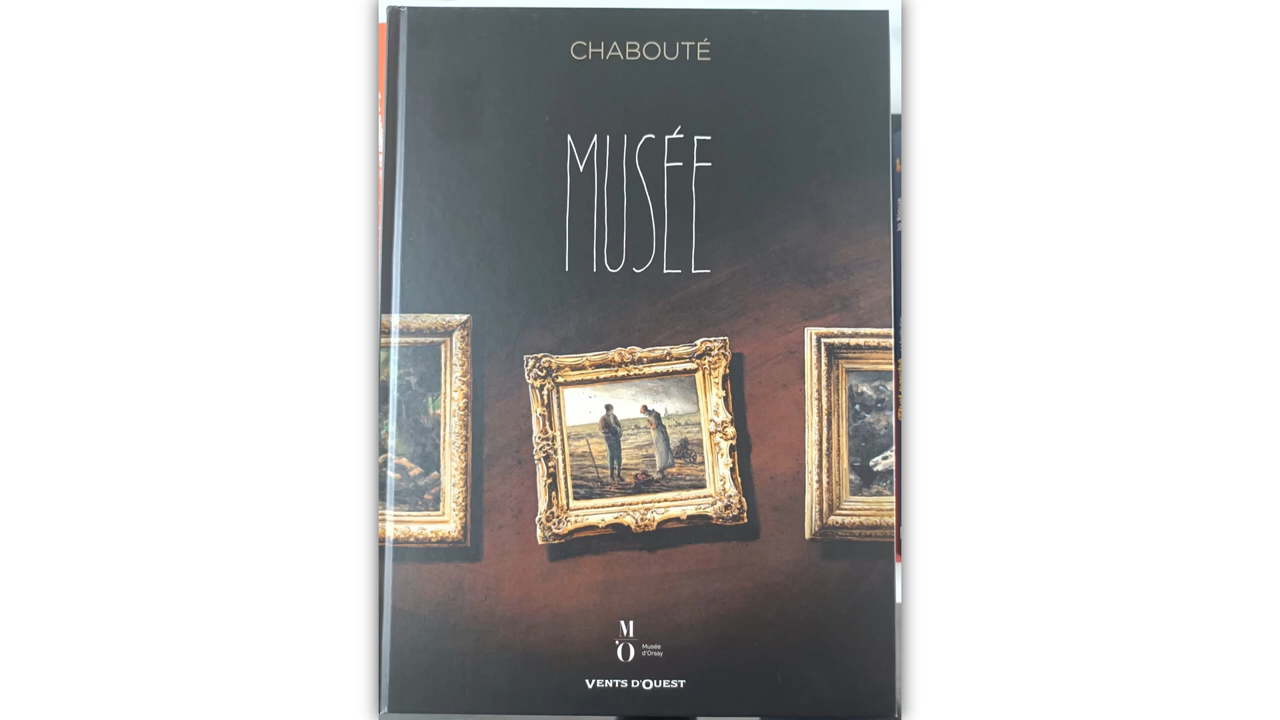 CHABOUTÉ
MUSÉE
M
'O
Musée
d'Orsay
VENTS D'OUEST